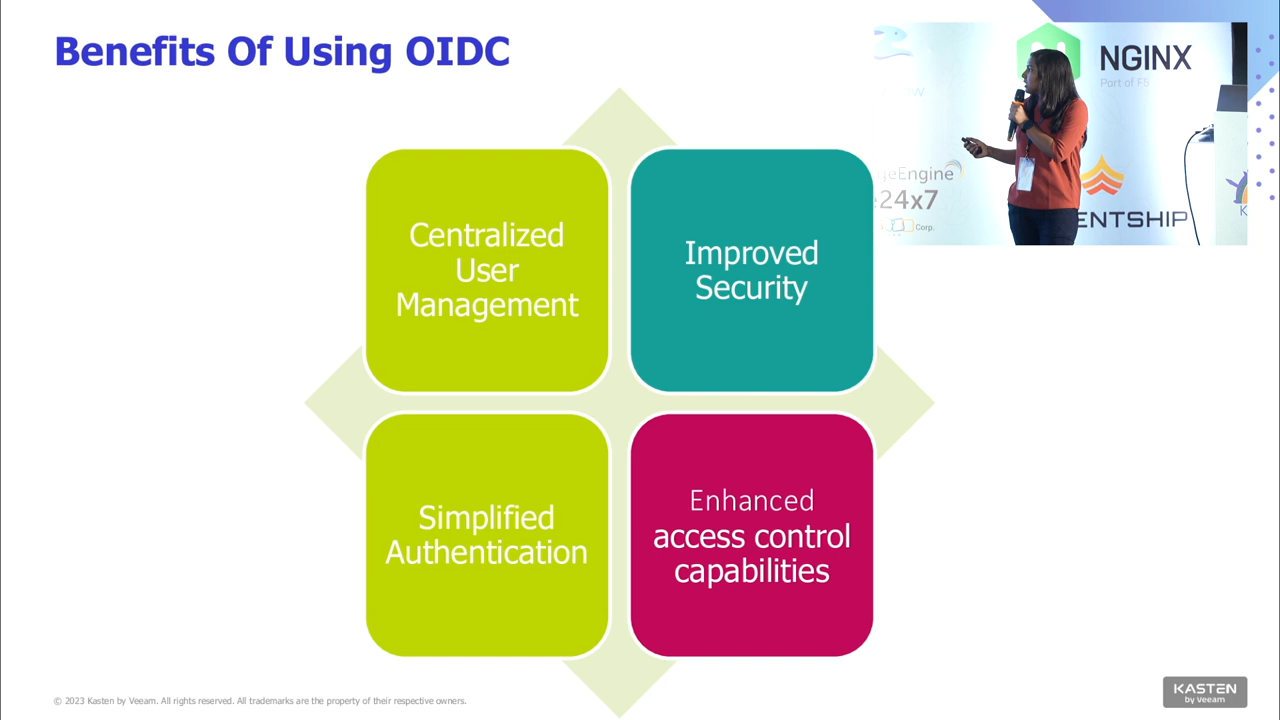 Benefits Of Using OIDC
NGINX
Part of F5
eEngine
e24x7
Corp.
ENTSHIP
K
Centralized
User
Management
Improved
Security
Simplified
Authentication
Enhanced
access control
capabilities
© 2023 Kasten by Veeam. All rights reserved. All trademarks are the property of their respective owners.
KASTEN
by Veeam